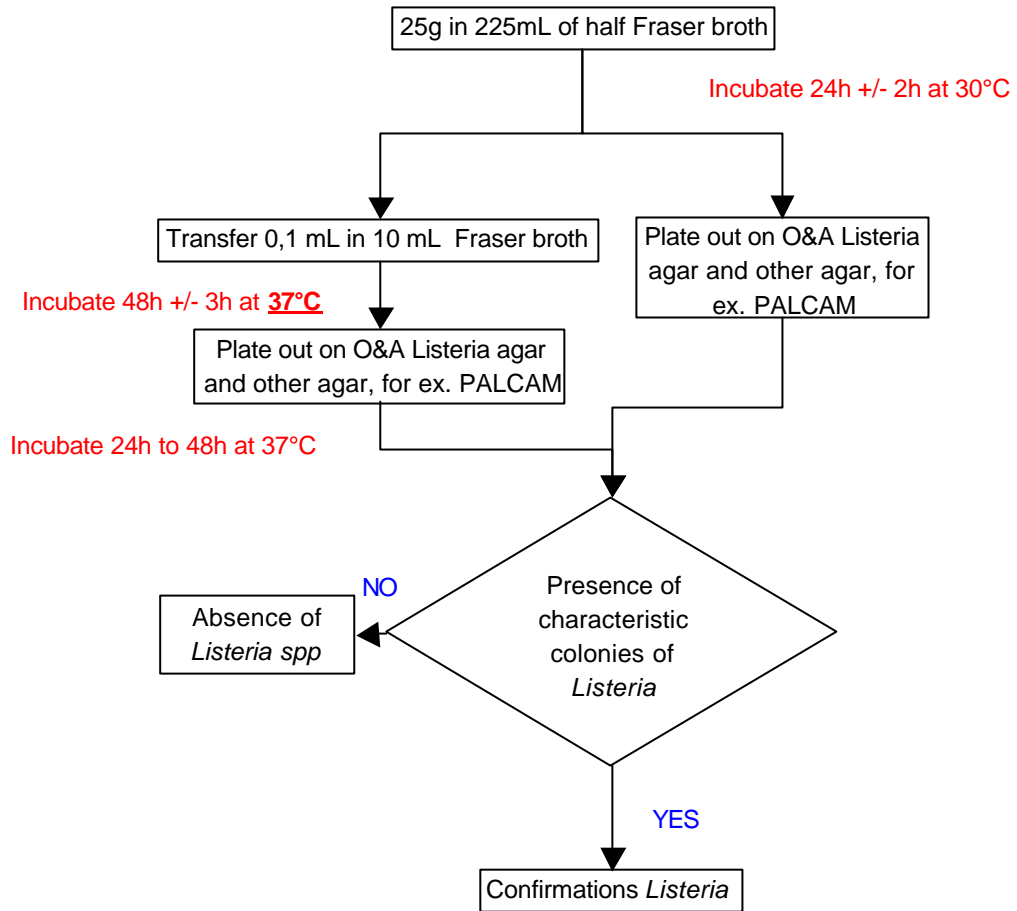 25g in 225mL of half Fraser broth
Incubate 24h +/- 2h at 30°C
Transfer 0,1 mL in 10 mL Fraser broth
Plate out on O&A Listeria
agar and other agar, for
ex. PALCAM
Incubate 48h +/- 3h at 37°C
Plate out on O&A Listeria agar
and other agar, for ex. PALCAM
Incubate 24h to 48h at 37°C
Presence of
characteristic
colonies of
Listeria
NO
Absence of
Listeria spp
YES
Confirmations Listeria